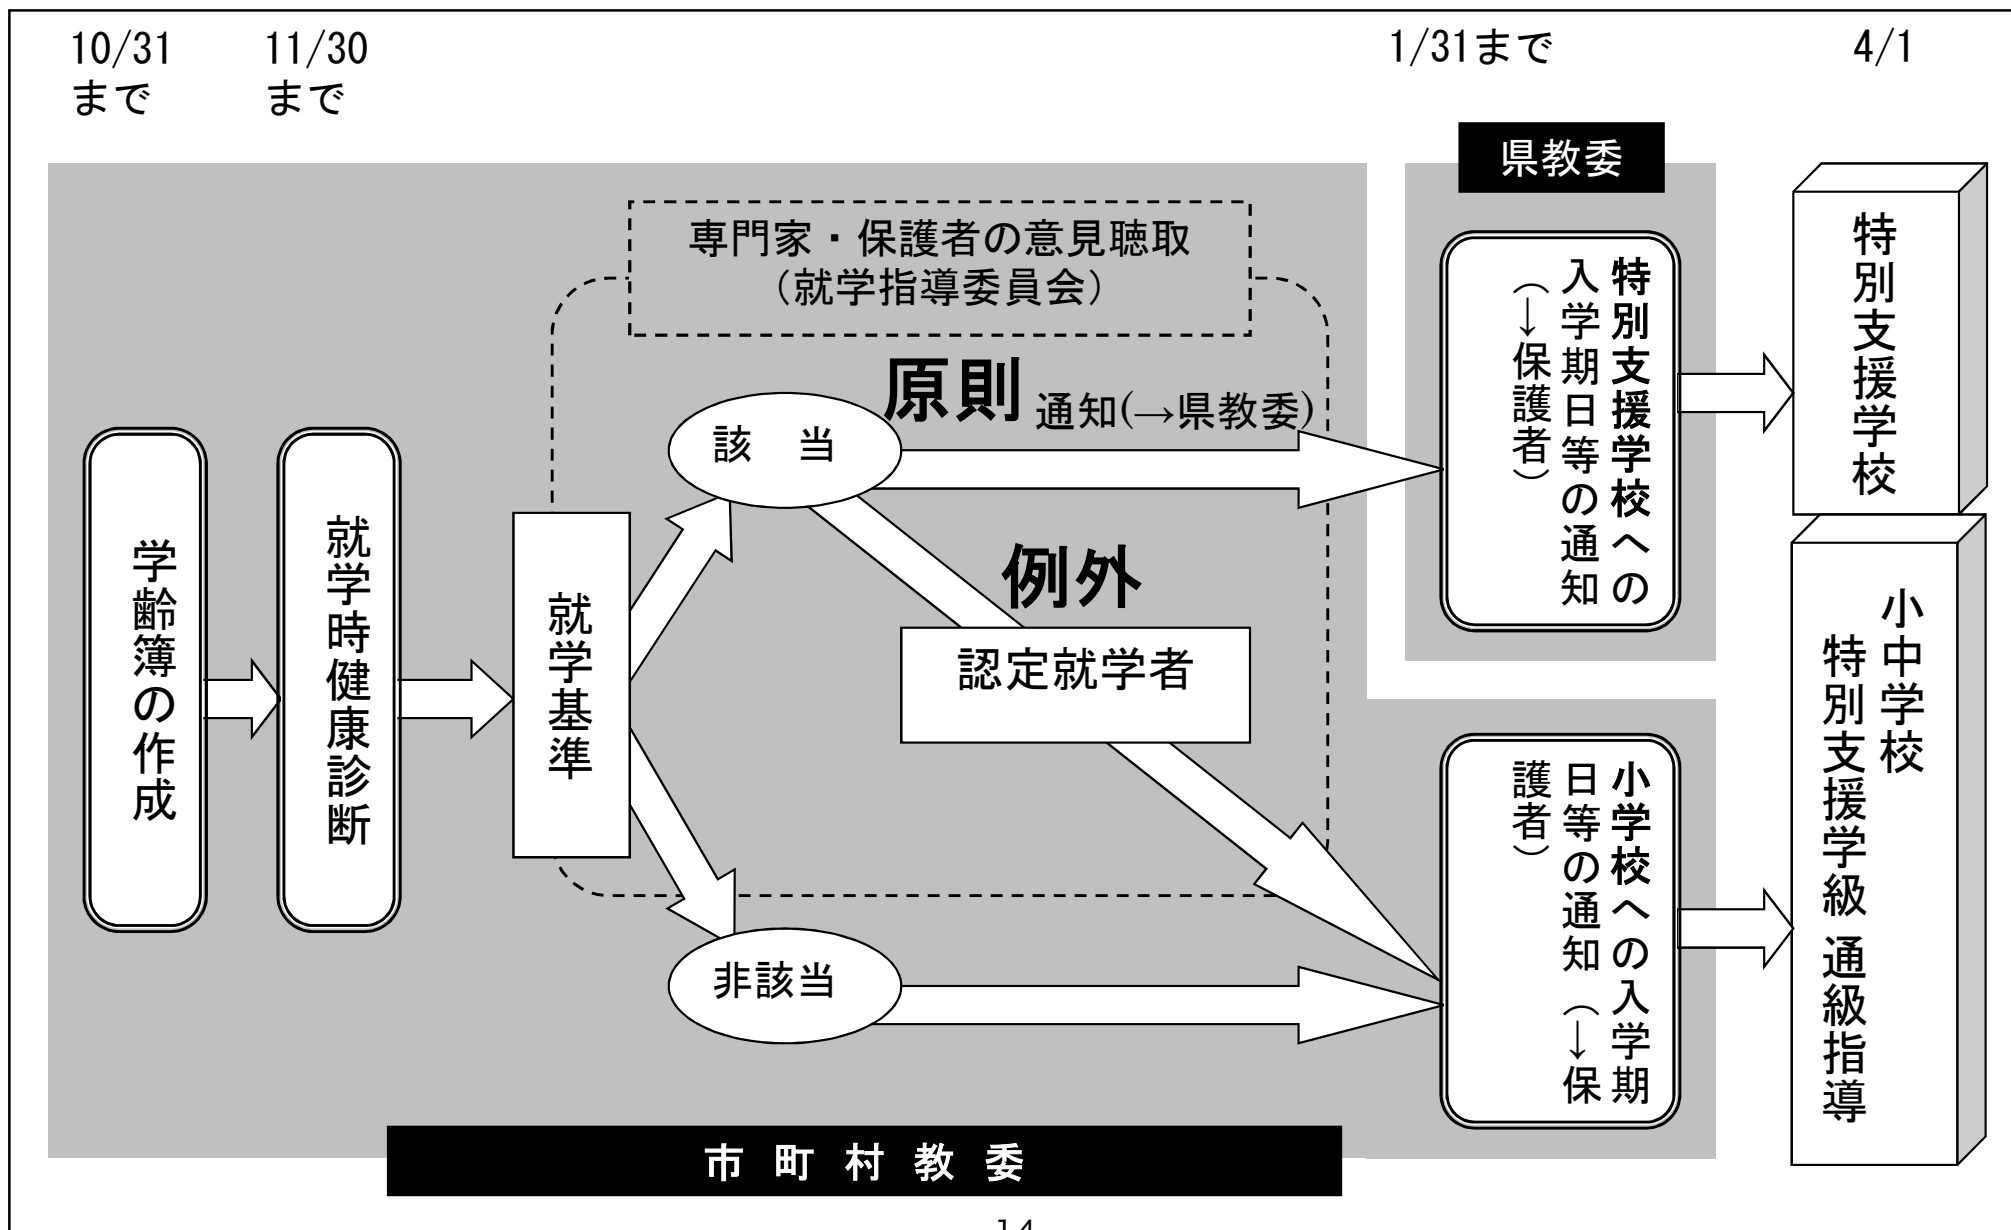 10/31
まで
11/30
まで
1/31まで
4/1
県教委
専門家・保護者の意見聴取
（就学指導委員会）
原則
通知(→県教委)
該　当
例外
認定就学者
学齢簿の作成
就学時健康診断
就学基準
非該当
特別支援学校への
入学期日等の通知
（→保護者）
小学校への入学期
日等の通知（→保
護者）
特別支援学校
小中学校
特別支援学級 通級指導
市 町 村 教 委
14